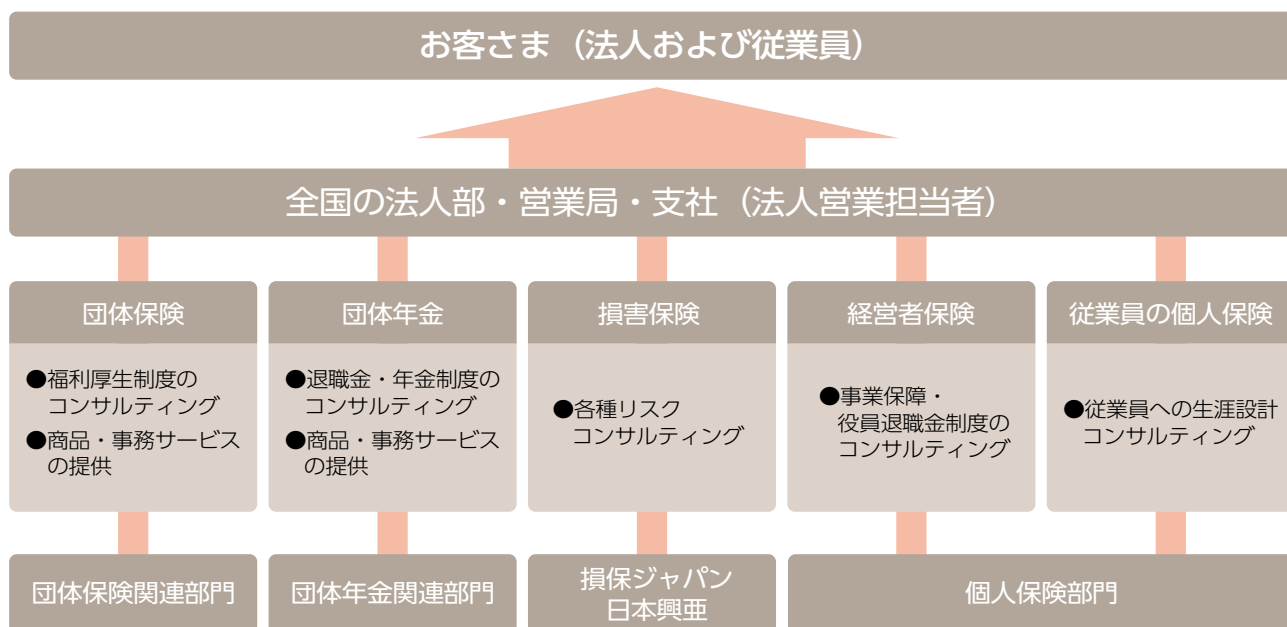 お客さま（法人および従業員）
全国の法人部・営業局・支社（法人営業担当者）
団体保険
●福利厚生制度の
コンサルティング
●商品・事務サービス
の提供
団体年金
●退職金・年金制度の
コンサルティング
●商品・事務サービス
の提供
損害保険
●各種リスク
コンサルティング
経営者保険
●事業保障・
役員退職金制度の
コンサルティング
従業員の個人保険
●従業員への生涯設計
コンサルティング
団体保険関連部門
団体年金関連部門
損保ジャパン
日本興亜
個人保険部門